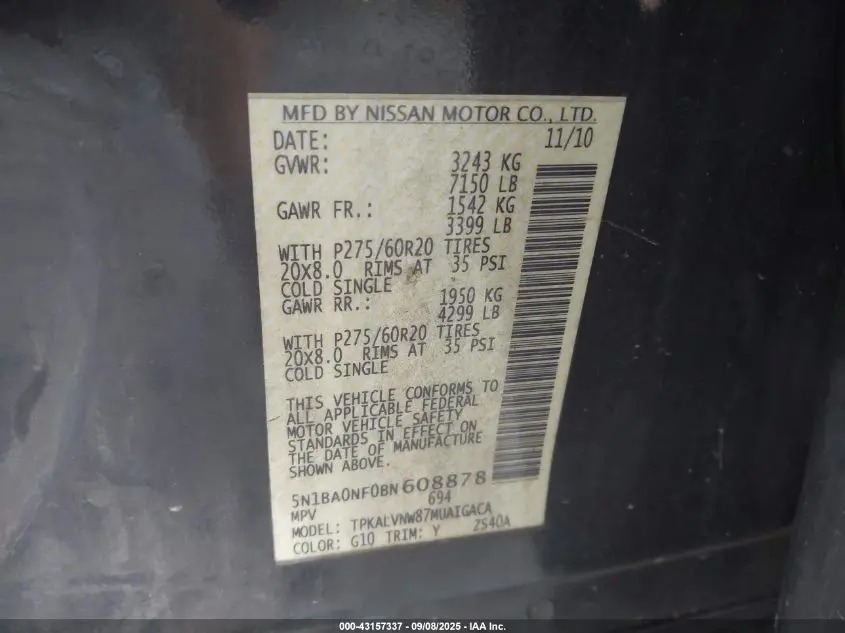 MFD BY NISSAN MOTOR CO., LTD.
DATE: 11/10
GVWR: 3243 KG
7150 LB
GAWR FR.: 1542 KG
3399 LB
WITH P275/60R20 TIRES
20X8.0 RIMS AT 35 PSI
COLD SINGLE
GAWR RR.: 1950 KG
4299 LB
WITH P275/60R20 TIRES
20X8.0 RIMS AT 35 PSI
COLD SINGLE
THIS VEHICLE CONFORMS TO
ALL APPLICABLE FEDERAL
MOTOR VEHICLE SAFETY
STANDARDS IN EFFECT ON
THE DATE OF MANUFACTURE
SHOWN ABOVE.
5N1BA0NF0BN608878
MPV 694
MODEL: TPKALVNW87MUAIGACA
COLOR: G10 TRIM: Y ZS40A
000-43157337 - 09/08/2025 - IAA Inc.